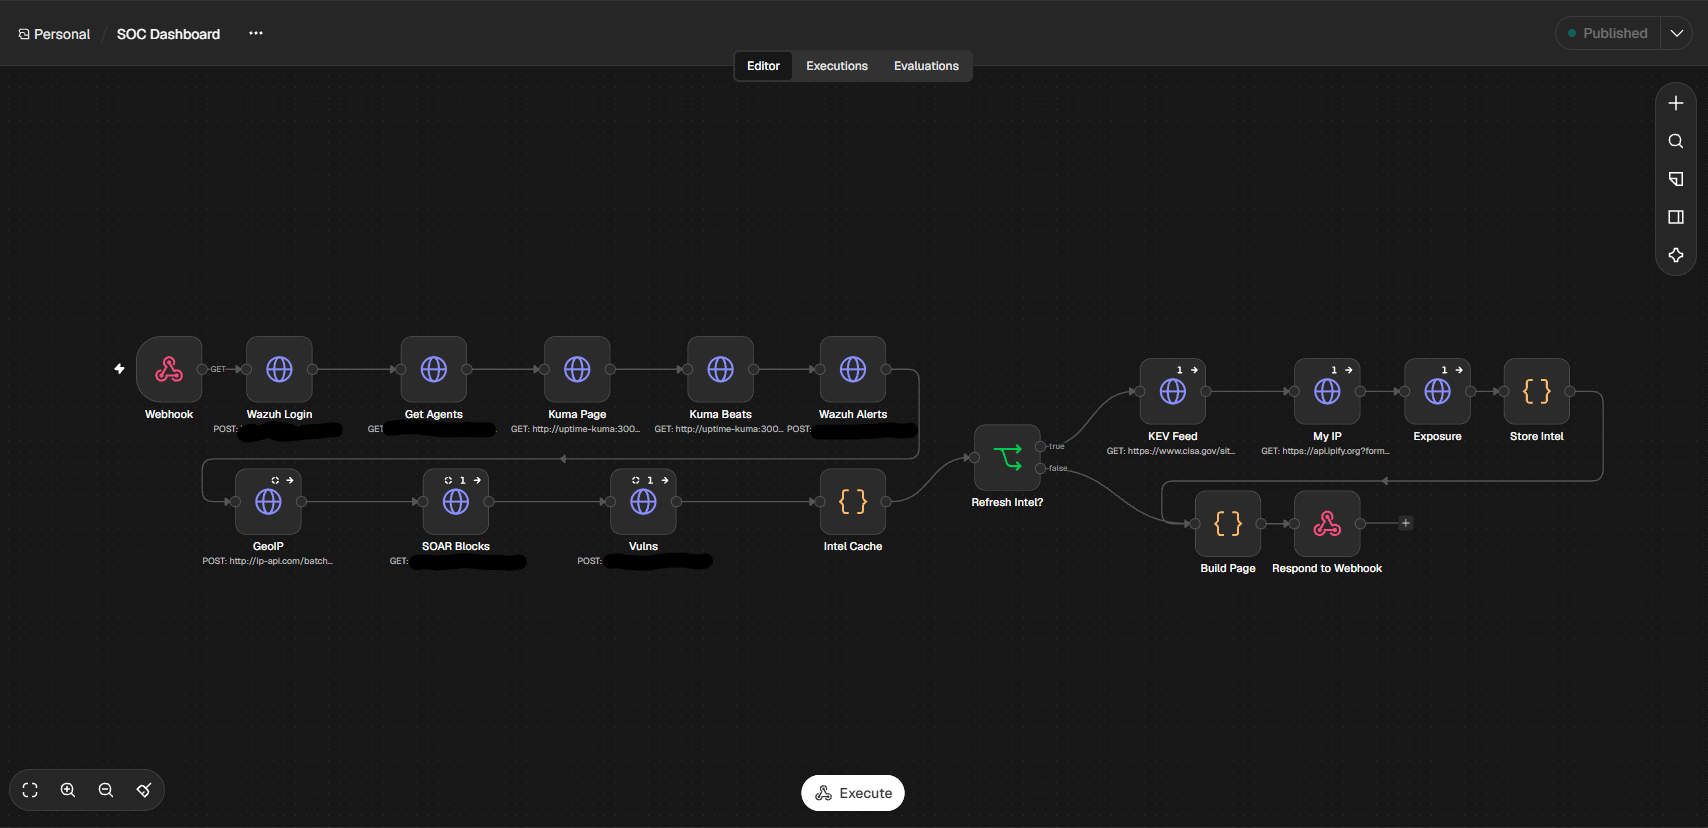 Personal / SOC Dashboard ...
Published
Editor Executions Evaluations
GET
Webhook
Wazuh Login
POST:
Get Agents
GET
Kuma Page
GET: http://uptime-kuma:300...
Kuma Beats
GET: http://uptime-kuma:300...
Wazuh Alerts
POST:
GeoIP
POST: http://ip-api.com/batch...
1
SOAR Blocks
GET:
1
Vulns
POST:
Intel Cache
Refresh Intel?
true
false
1
KEV Feed
GET: https://www.cisa.gov/sit...
1
My IP
GET: https://api.ipify.org?form...
1
Exposure
Store Intel
Build Page
Respond to Webhook
Execute